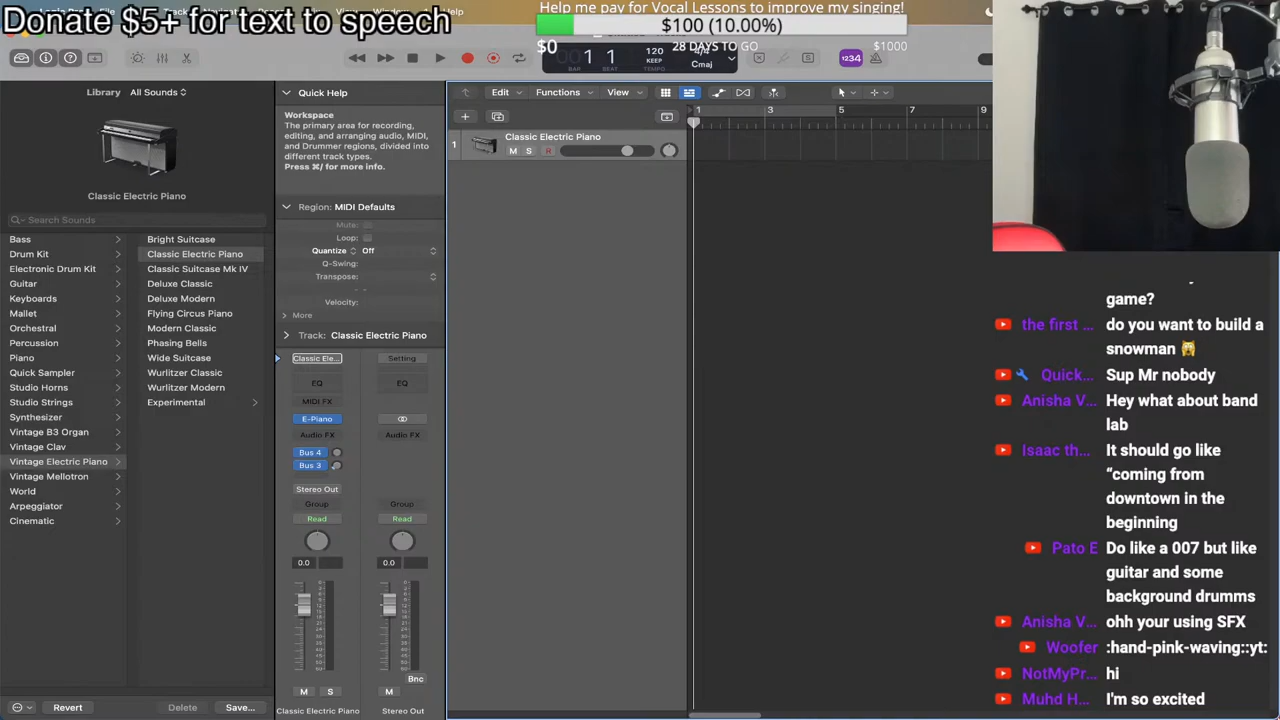 Donate $5+ for text to speech
Help me pay for Vocal Lessons to improve my singing!
$100 (10.00%)
$0
28 DAYS TO GO
$1000
1
1
120
KEEP
TEMPO
BAR
BEAT
4/4
Cmaj
1234
Library
All Sounds
Classic Electric Piano
Search Sounds
Bass
Drum Kit
Electronic Drum Kit
Guitar
Keyboards
Mallet
Orchestral
Percussion
Piano
Quick Sampler
Studio Horns
Studio Strings
Synthesizer
Vintage B3 Organ
Vintage Clav
Vintage Electric Piano
Vintage Mellotron
World
Arpeggiator
Cinematic
Bright Suitcase
Classic Electric Piano
Classic Suitcase Mk IV
Deluxe Classic
Deluxe Modern
Flying Circus Piano
Modern Classic
Phasing Bells
Wide Suitcase
Wurlitzer Classic
Wurlitzer Modern
Experimental
Revert
Delete
Save...
Quick Help
Workspace
The primary area for recording,
editing, and arranging audio, MIDI,
and Drummer regions, divided into
different track types.
Press ⌘/ for more info.
Region: MIDI Defaults
Mute:
Loop:
Quantize
Off
Q-Swing:
Transpose:
Velocity:
More
Track: Classic Electric Piano
Classic Ele...
Setting
EQ
EQ
MIDI FX
E-Piano
Audio FX
Audio FX
Bus 4
Bus 3
Stereo Out
Group
Group
Read
Read
0.0
0.0
Bnc
M
S
M
Classic Electric Piano
Stereo Out
Edit
Functions
View
1
3
5
7
9
1
Classic Electric Piano
M
S
R
game?
the first ...
do you want to build a
snowman 🙀
Quick...
Sup Mr nobody
Anisha V...
Hey what about band
lab
Isaac th...
It should go like
“coming from
downtown in the
beginning
Pato E
Do like a 007 but like
guitar and some
background drumms
Anisha V...
ohh your using SFX
Woofer
:hand-pink-waving::yt:
NotMyPr...
hi
Muhd H...
I'm so excited